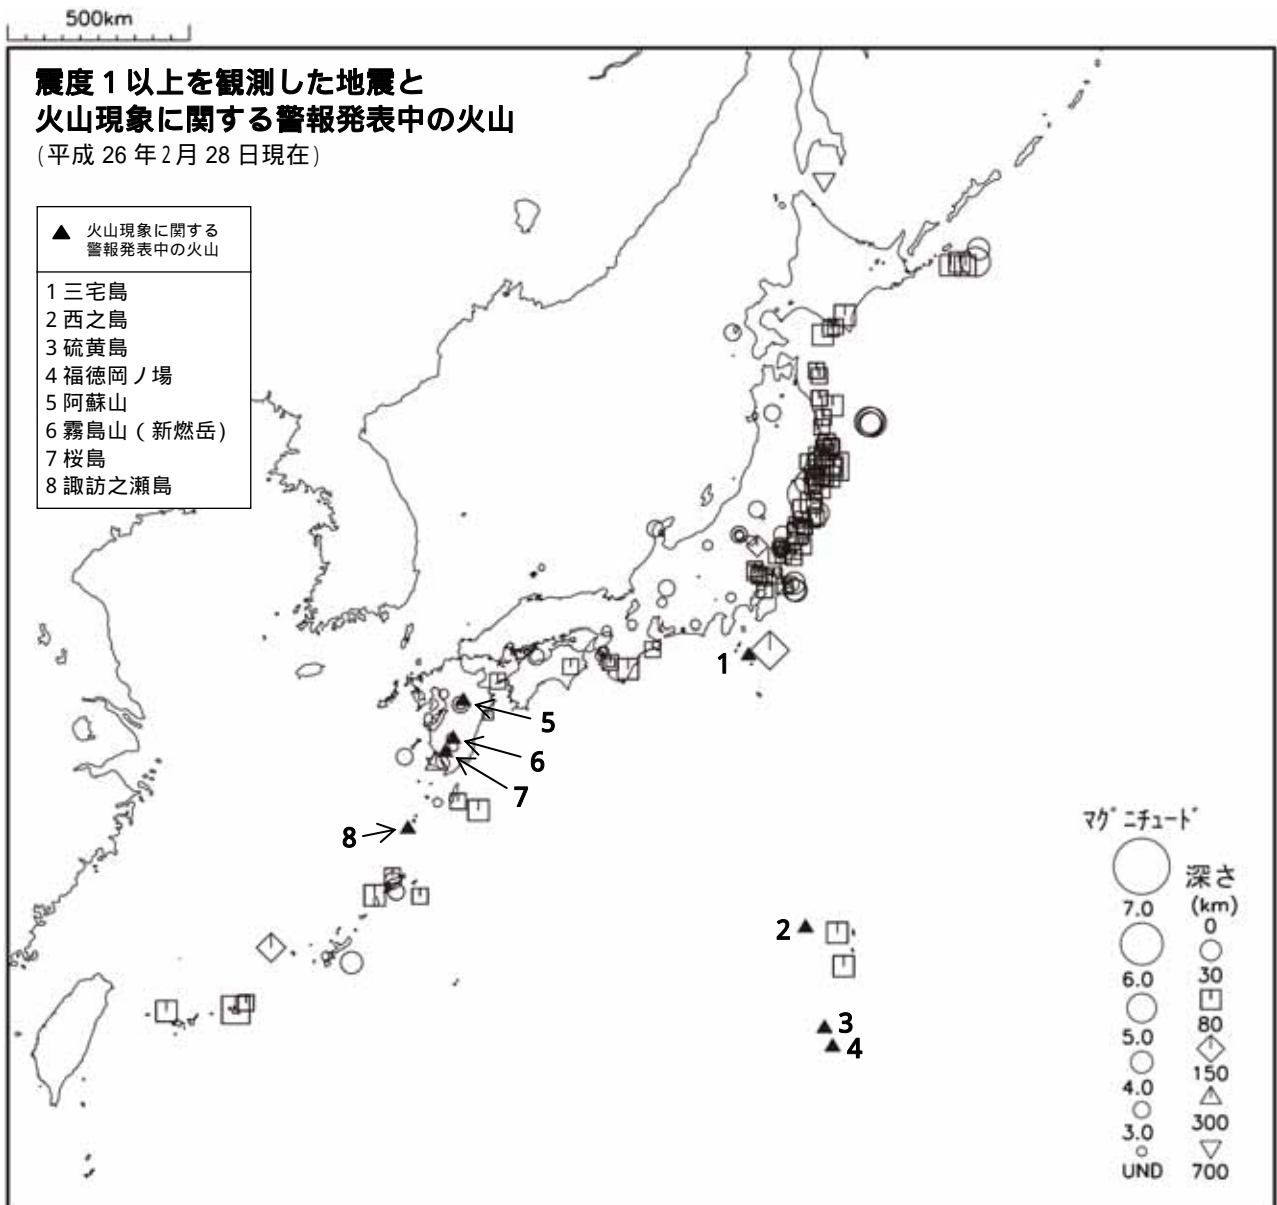 500km
震度１以上を観測した地震と
火山現象に関する警報発表中の火山
(平成 26 年2月 28 日現在)
▲ 火山現象に関する
警報発表中の火山
1 三宅島
2 西之島
3 硫黄島
4 福徳岡ノ場
5 阿蘇山
6 霧島山（新燃岳)
7 桜島
8 諏訪之瀬島
1
5
6
7
8
2
3
4
ﾏｸﾞﾆﾁｭｰﾄﾞ
7.0
6.0
5.0
4.0
3.0
UND
深さ
(km)
0
30
80
150
300
700